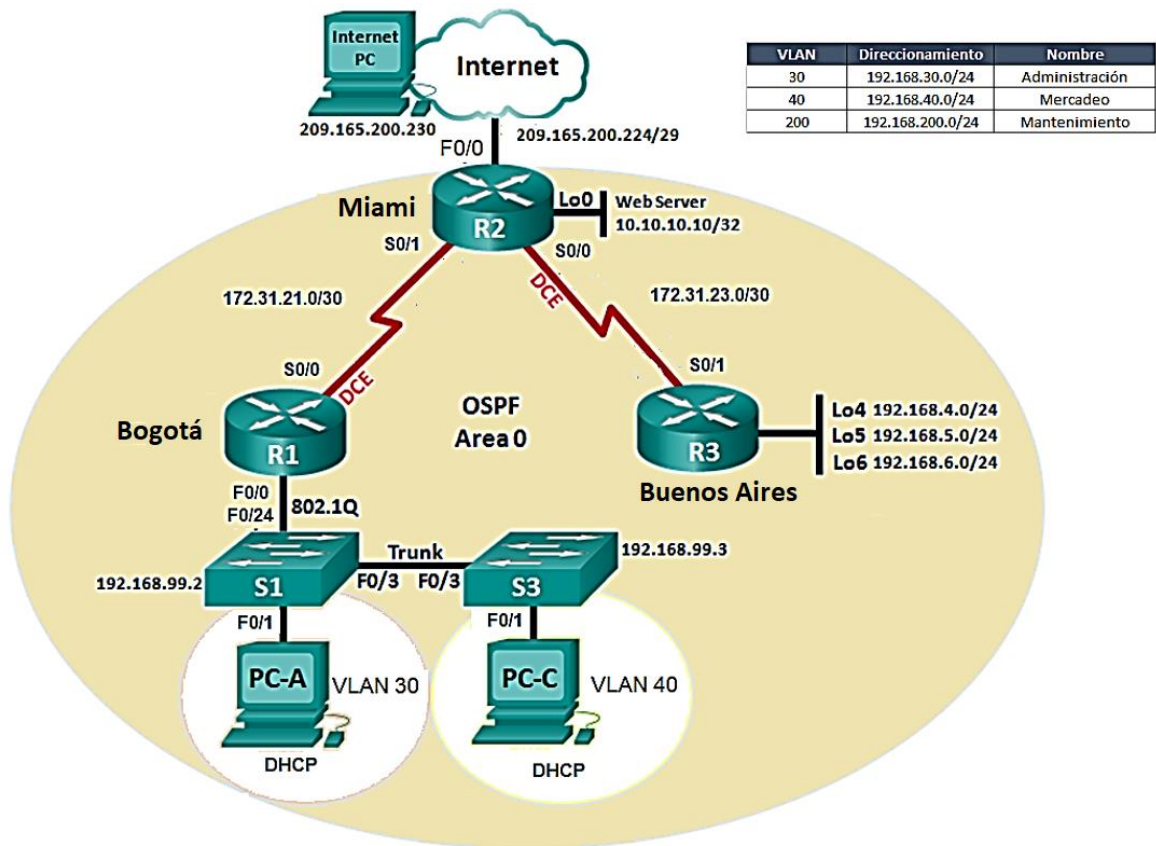 Internet
PC
Internet
209.165.200.230
209.165.200.224/29
F0/0
VLAN Direccionamiento Nombre
30 192.168.30.0/24 Administración
40 192.168.40.0/24 Mercadeo
200 192.168.200.0/24 Mantenimiento
Miami
R2
Lo0
Web Server
10.10.10.10/32
S0/1
S0/0
DCE
172.31.21.0/30
172.31.23.0/30
S0/0
DCE
S0/1
Bogotá
R1
OSPF
Area 0
R3
Buenos Aires
Lo4 192.168.4.0/24
Lo5 192.168.5.0/24
Lo6 192.168.6.0/24
F0/0
F0/24
802.1Q
192.168.99.2
S1
Trunk
F0/3 F0/3
S3
192.168.99.3
F0/1
F0/1
PC-A
VLAN 30
DHCP
PC-C
VLAN 40
DHCP